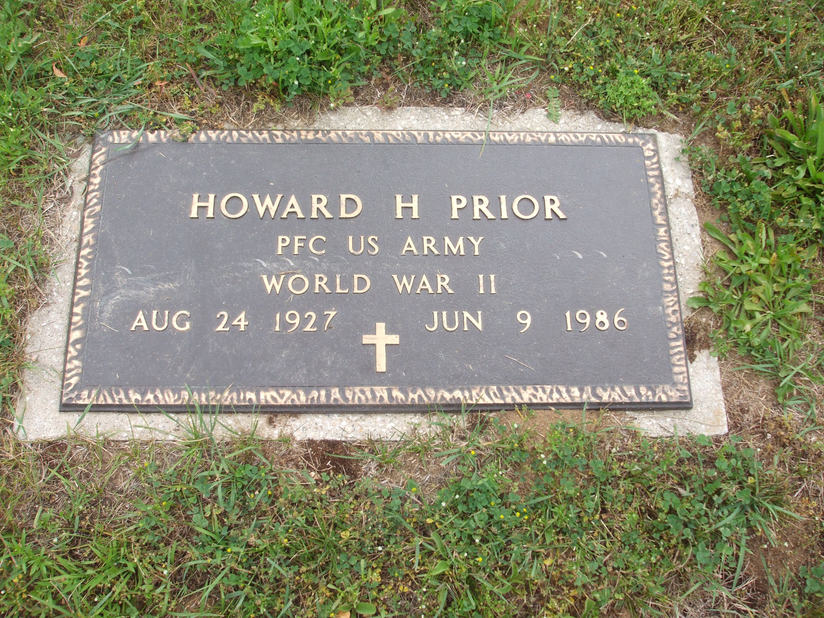 HOWARD H PRIOR
PFC US ARMY
WORLD WAR II
AUG 24 1927 JUN 9 1986